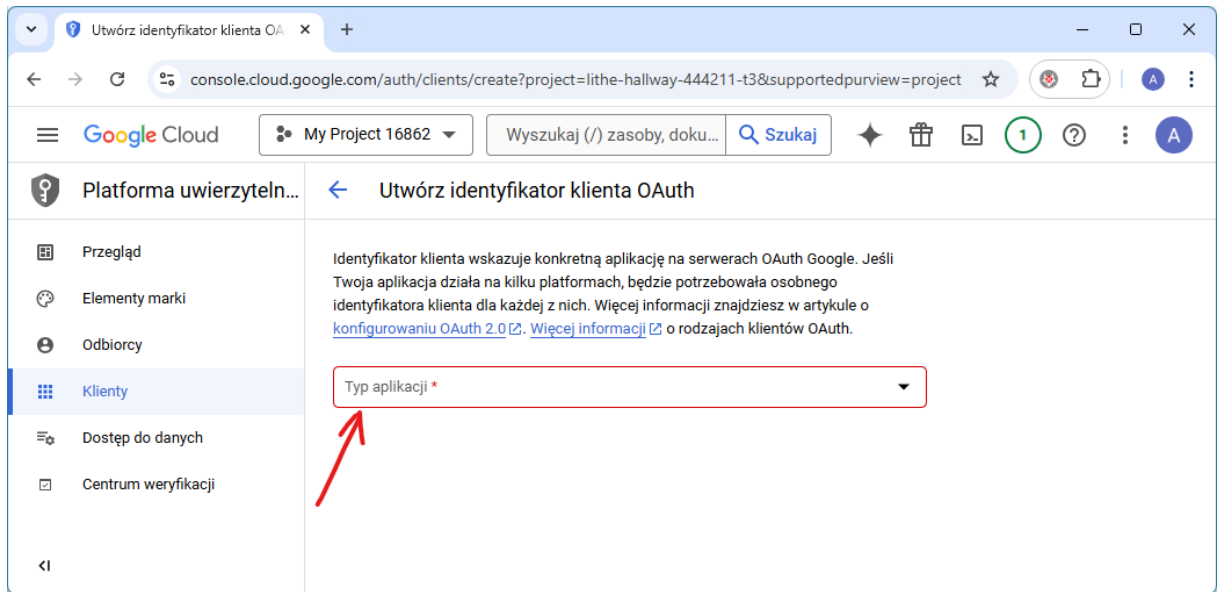 Utwórz identyfikator klienta OA
console.cloud.google.com/auth/clients/create?project=lithe-hallway-444211-t3&supportedpurview=project
A
Google Cloud
My Project 16862
Wyszukaj (/) zasoby, doku...
Szukaj
1
A
Platforma uwierzyteln...
Utwórz identyfikator klienta OAuth
Przegląd
Elementy marki
Odbiorcy
Klienty
Dostęp do danych
Centrum weryfikacji
Identyfikator klienta wskazuje konkretną aplikację na serwerach OAuth Google. Jeśli
Twoja aplikacja działa na kilku platformach, będzie potrzebowała osobnego
identyfikatora klienta dla każdej z nich. Więcej informacji znajdziesz w artykule o
konfigurowaniu OAuth 2.0. Więcej informacji o rodzajach klientów OAuth.
Typ aplikacji *